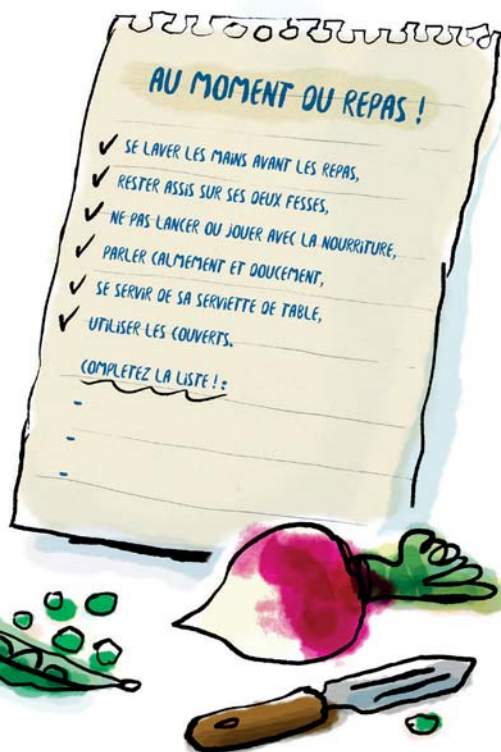 AU MOMENT DU REPAS !
SE LAVER LES MAINS AVANT LES REPAS,
RESTER ASSIS SUR SES DEUX FESSES,
NE PAS LANCER OU JOUER AVEC LA NOURRITURE,
PARLER CALMEMENT ET DOUCEMENT,
SE SERVIR DE SA SERVIETTE DE TABLE,
UTILISER LES COUVERTS.
COMPLETEZ LA LISTE ! :
-
-
-